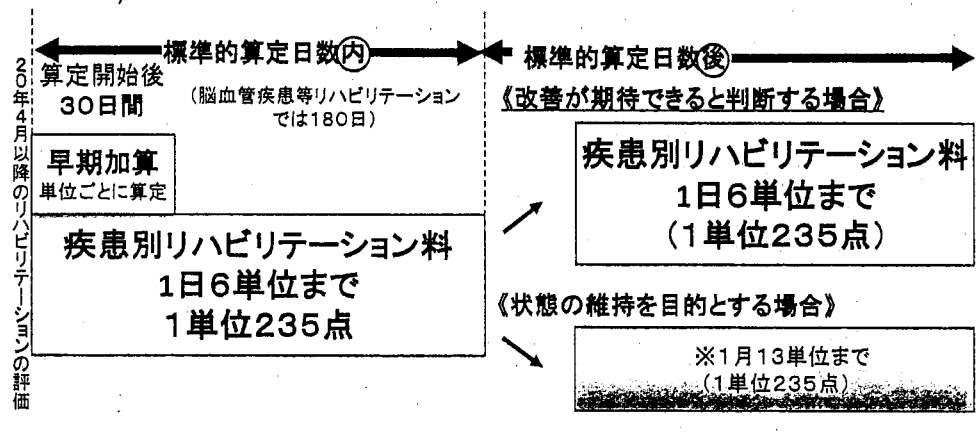 20年4月以降のリハビリテーションの評価
標準的算定日数内
算定開始後
30日間
(脳血管疾患等リハビリテーション
では180日)
早期加算
単位ごとに算定
疾患別リハビリテーション料
1日6単位まで
1単位235点
標準的算定日数後
《改善が期待できると判断する場合》
疾患別リハビリテーション料
1日6単位まで
(1単位235点)
《状態の維持を目的とする場合》
※1月13単位まで
(1単位235点)